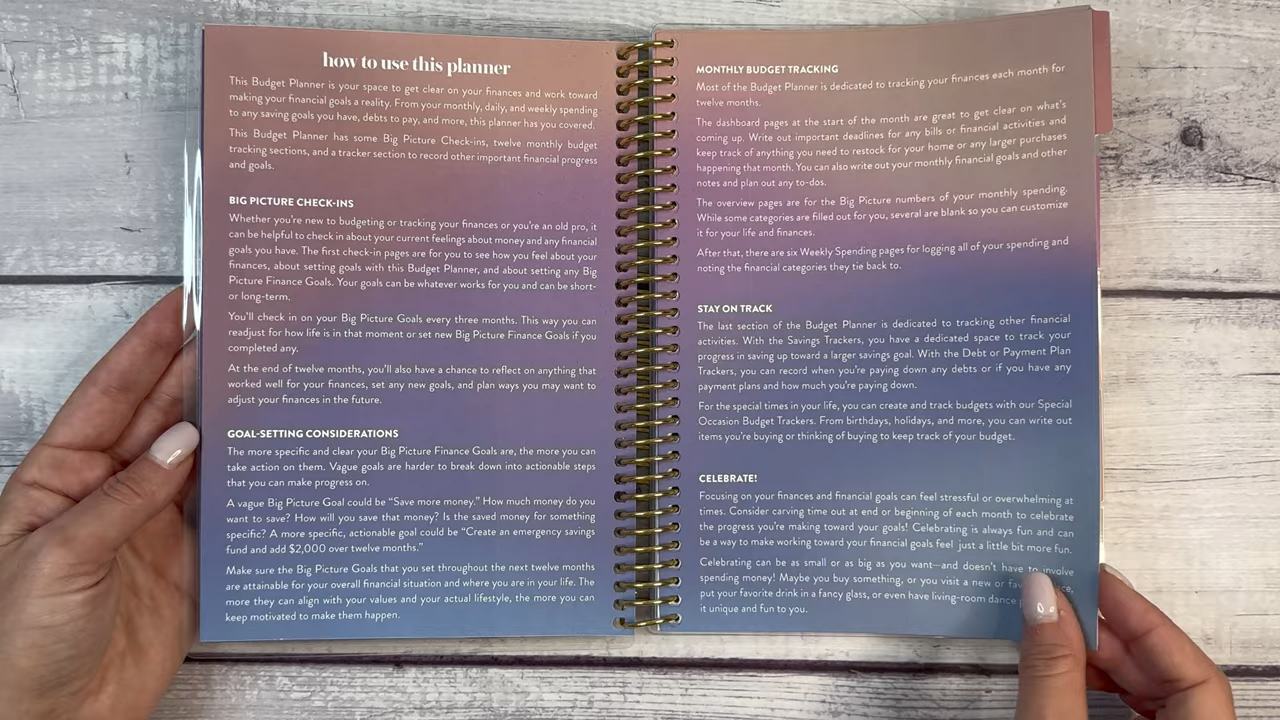 how to use this planner
This Budget Planner is your space to get clear on your finances and work toward
making your financial goals a reality. From your monthly, daily, and weekly spending
to any saving goals you have, debts to pay, and more, this planner has you covered.
This Budget Planner has some Big Picture Check-ins, twelve monthly budget
tracking sections, and a tracker section to record other important financial progress
and goals.
BIG PICTURE CHECK-INS
Whether you're new to budgeting or tracking your finances or you're an old pro, it
can be helpful to check in about your current feelings about money and any financial
goals you have. The first check-in pages are for you to see how you feel about your
finances, about setting goals with this Budget Planner, and about setting any Big
Picture Finance Goals. Your goals can be whatever works for you and can be short-
or long-term.
You'll check in on your Big Picture Goals every three months. This way you can
readjust for how life is in that moment or set new Big Picture Finance Goals if you
completed any.
At the end of twelve months, you'll also have a chance to reflect on anything that
worked well for your finances, set any new goals, and plan ways you may want to
adjust your finances in the future.
GOAL-SETTING CONSIDERATIONS
The more specific and clear your Big Picture Finance Goals are, the more you can
take action on them. Vague goals are harder to break down into actionable steps
that you can make progress on.
A vague Big Picture Goal could be “Save more money.” How much money do you
want to save? How will you save that money? Is the saved money for something
specific? A more specific, actionable goal could be “Create an emergency savings
fund and add $2,000 over twelve months.”
Make sure the Big Picture Goals that you set throughout the next twelve months
are attainable for your overall financial situation and where you are in your life. The
more they can align with your values and your actual lifestyle, the more you can
keep motivated to make them happen.
MONTHLY BUDGET TRACKING
Most of the Budget Planner is dedicated to tracking your finances each month for
twelve months.
The dashboard pages at the start of the month are great to get clear on what's
coming up. Write out important deadlines for any bills or financial activities and
keep track of anything you need to restock for your home or any larger purchases
happening that month. You can also write out your monthly financial goals and other
notes and plan out any to-dos.
The overview pages are for the Big Picture numbers of your monthly spending.
While some categories are filled out for you, several are blank so you can customize
it for your life and finances.
After that, there are six Weekly Spending pages for logging all of your spending and
noting the financial categories they tie back to.
STAY ON TRACK
The last section of the Budget Planner is dedicated to tracking other financial
activities. With the Savings Trackers, you have a dedicated space to track your
progress in saving up toward a larger savings goal. With the Debt or Payment Plan
Trackers, you can record when you're paying down any debts or if you have any
payment plans and how much you're paying down.
For the special times in your life, you can create and track budgets with our Special
Occasion Budget Trackers. From birthdays, holidays, and more, you can write out
items you're buying or thinking of buying to keep track of your budget.
CELEBRATE!
Focusing on your finances and financial goals can feel stressful or overwhelming at
times. Consider carving time out at end or beginning of each month to celebrate
the progress you're making toward your goals! Celebrating is always fun and can
be a way to make working toward your financial goals feel just a little bit more fun.
Celebrating can be as small or as big as you want—and doesn't have to involve
spending money! Maybe you buy something, or you visit a new or
put your favorite drink in a fancy glass, or even have living-room dance
it unique and fun to you.